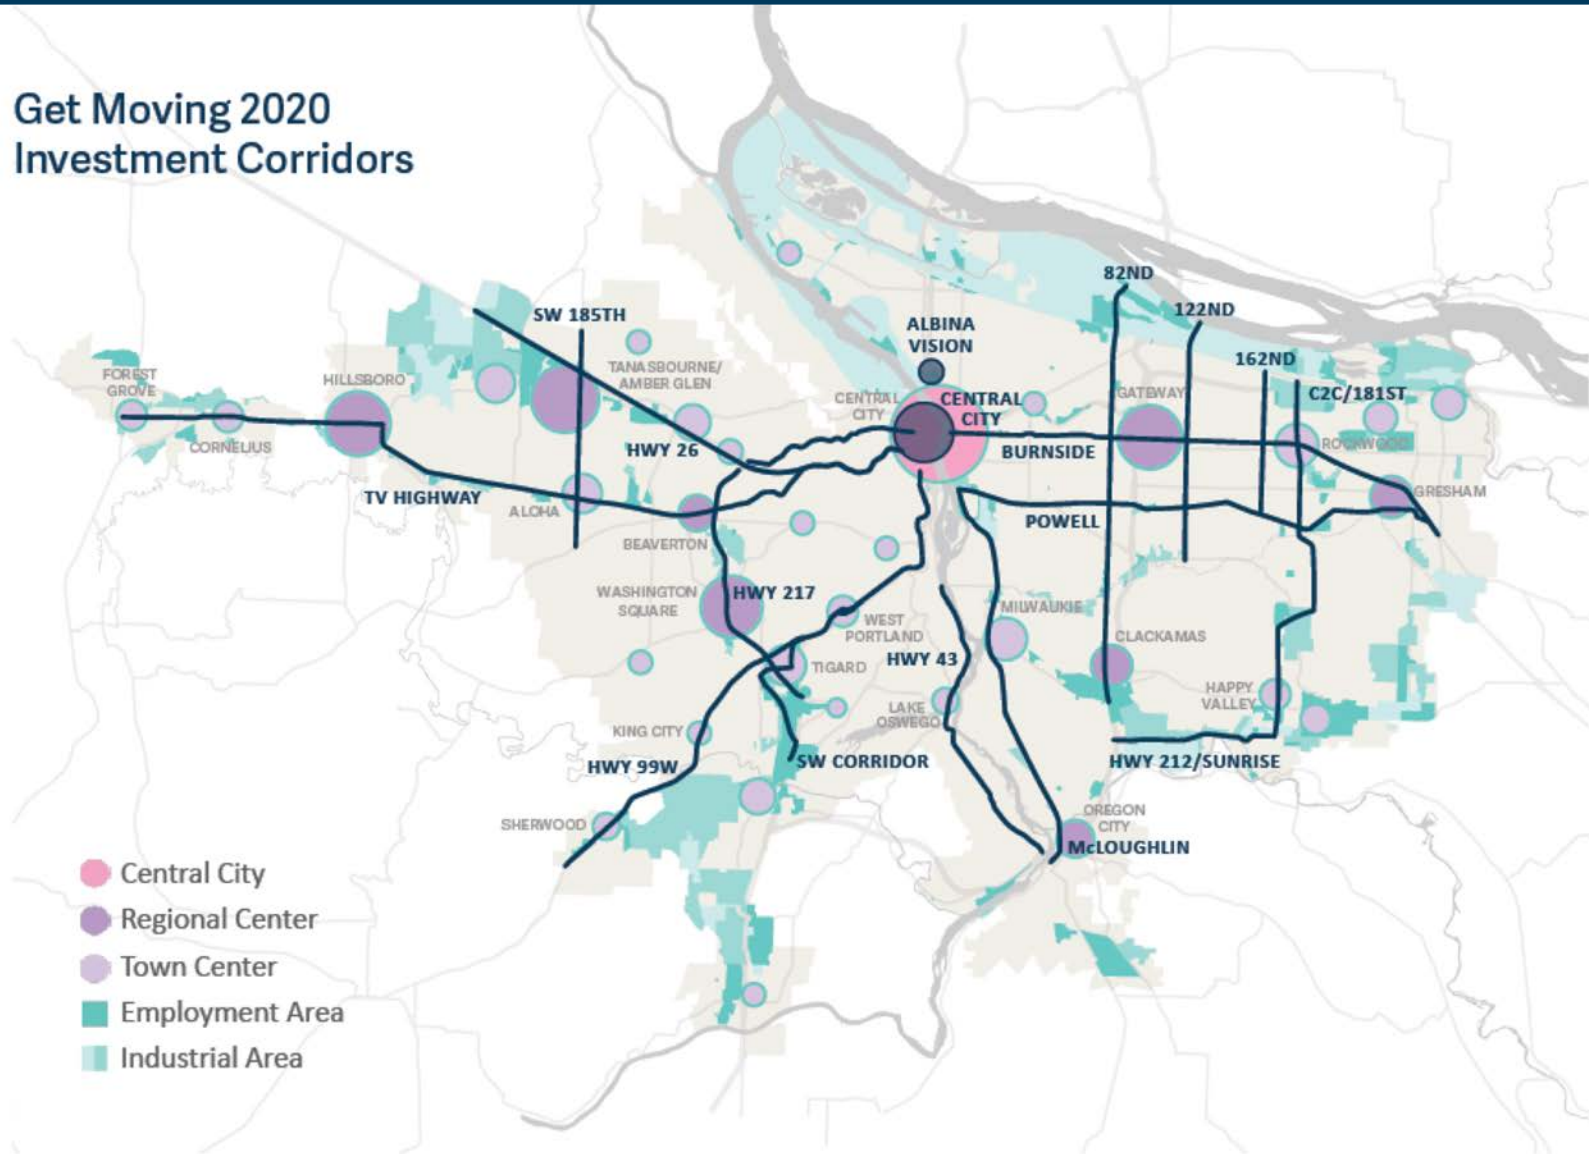 Get Moving 2020
Investment Corridors
82ND
122ND
SW 185TH
ALBINA
VISION
162ND
TANASBOURNE/
AMBER GLEN
FOREST
GROVE
HILLSBORO
CENTRAL
CITY
CENTRAL
CITY
GATEWAY
C2C/181ST
CORNELIUS
HWY 26
BURNSIDE
ROCKWOOD
TV HIGHWAY
ALOHA
GRESHAM
POWELL
BEAVERTON
WASHINGTON
SQUARE
HWY 217
WEST
PORTLAND
MILWAUKIE
CLACKAMAS
HWY 43
TIGARD
HAPPY
VALLEY
LAKE
OSWEGO
KING CITY
HWY 99W
SW CORRIDOR
HWY 212/SUNRISE
SHERWOOD
OREGON
CITY
McLOUGHLIN
Central City
Regional Center
Town Center
Employment Area
Industrial Area